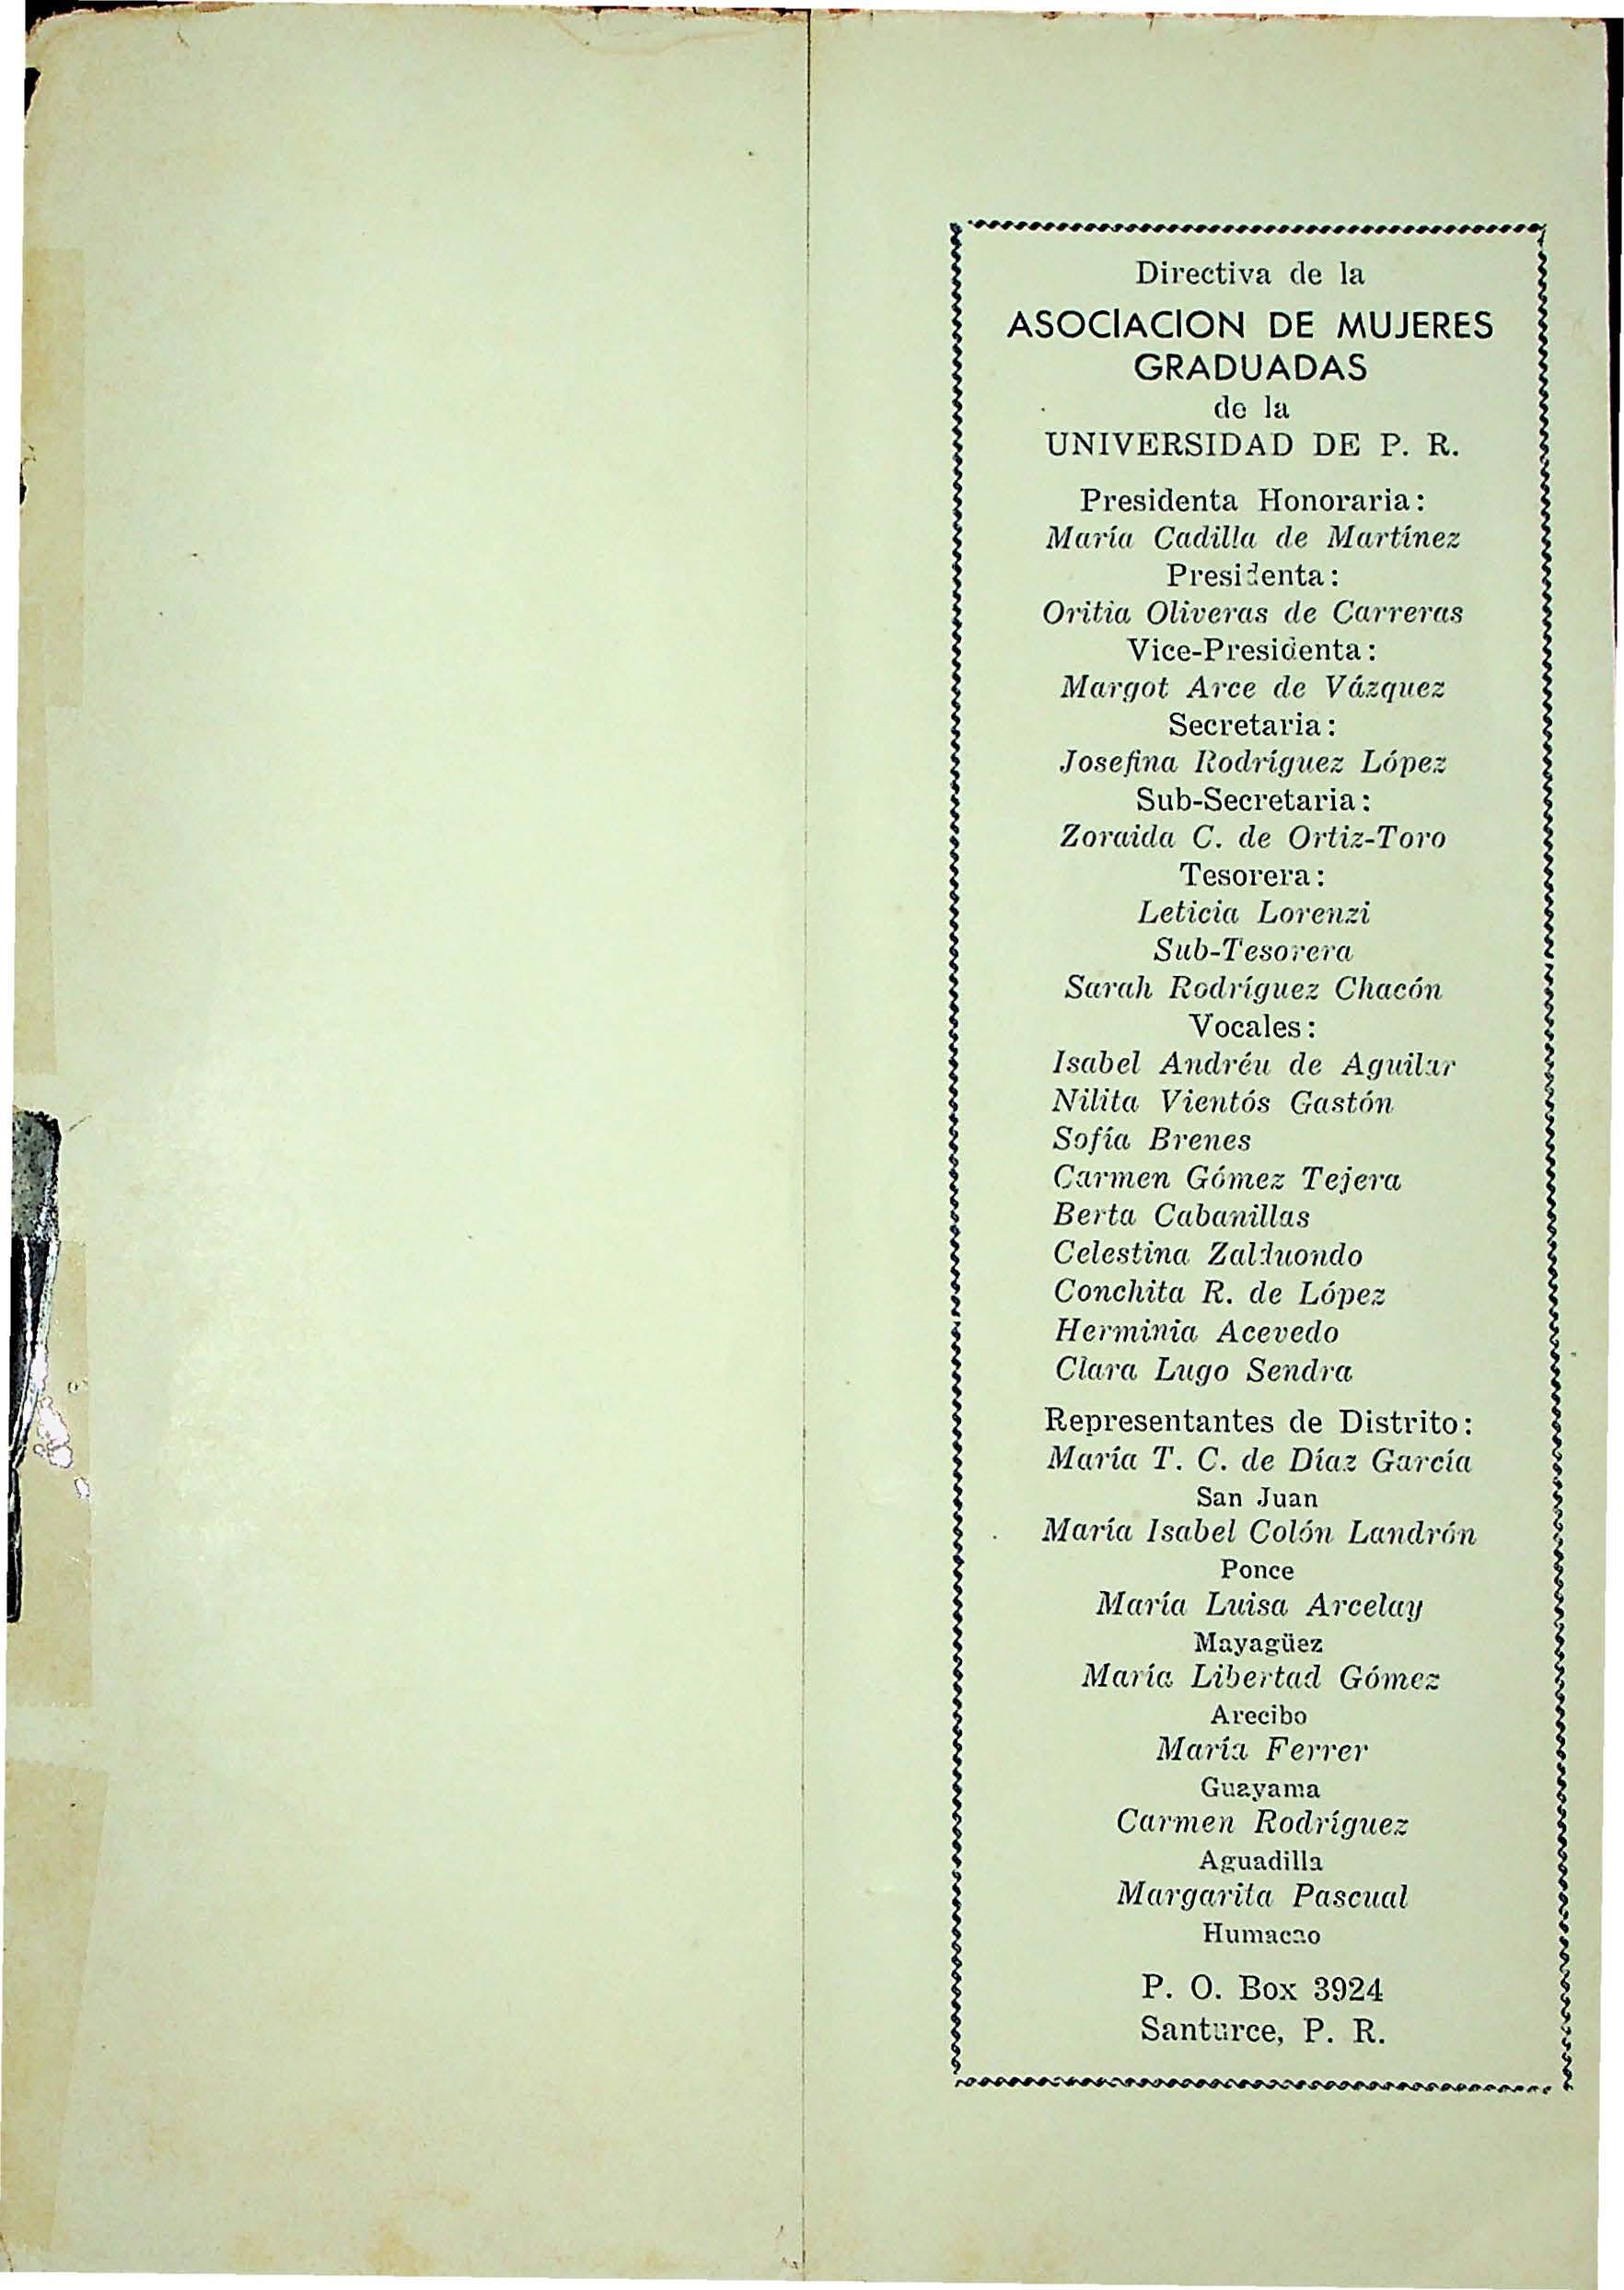 Directiva de la
ASOCIACION DE MUJERES
GRADUADAS
de la
UNIVERSIDAD DE P. R.
Presidenta Honoraria:
María Cadilla de Martínez
Presidenta:
Oritia Oliveras de Carreras
Vice-Presidenta:
Margot Arce de Vázquez
Secretaria:
Josefina Rodríguez López
Sub-Secretaria:
Zoraida C. de Ortiz-Toro
Tesorera:
Leticia Lorenzi
Sub-Tesorera
Sarah Rodríguez Chacón
Vocales:
Isabel Andréu de Aguilar
Nilita Vientós Gastón
Sofía Brenes
Carmen Gómez Tejera
Berta Cabanillas
Celestina Zalduondo
Conchita R. de López
Herminia Acevedo
Clara Lugo Sendra
Representantes de Distrito:
María T. C. de Díaz García
San Juan
María Isabel Colón Landrón
Ponce
María Luisa Arcelay
Mayagüez
María Libertad Gómez
Arecibo
María Ferrer
Guayama
Carmen Rodríguez
Aguadilla
Margarita Pascual
Humacao
P. O. Box 3924
Santurce, P. R.